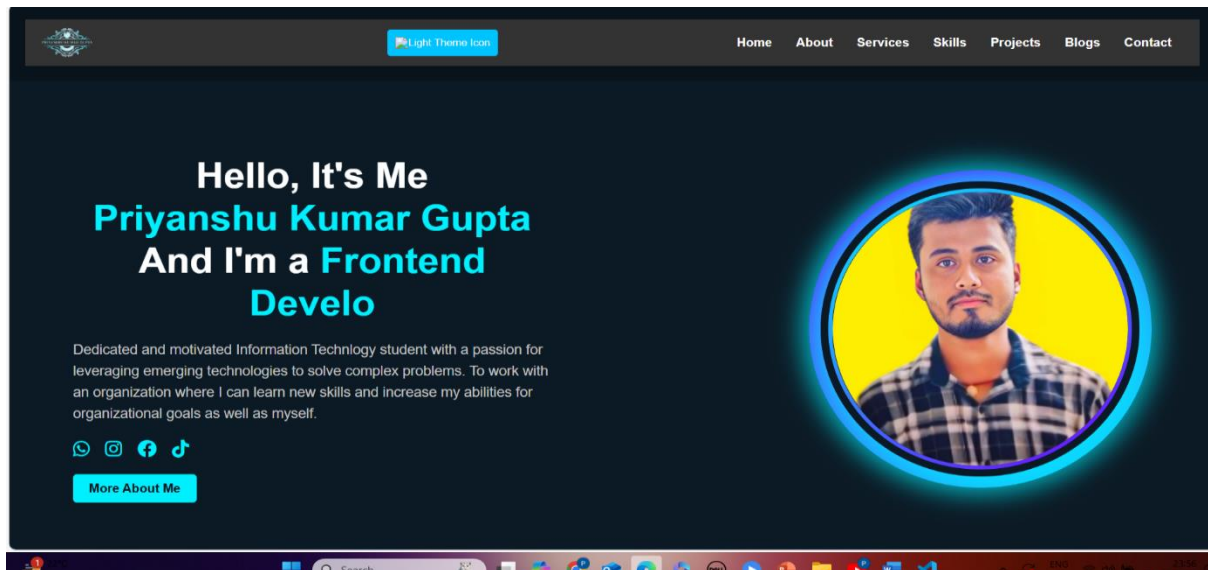 Light Theme Icon
Home About Services Skills Projects Blogs Contact
Hello, It's Me
Priyanshu Kumar Gupta
And I'm a Frontend
Develo
Dedicated and motivated Information Technlogy student with a passion for
leveraging emerging technologies to solve complex problems. To work with
an organization where I can learn new skills and increase my abilities for
organizational goals as well as myself.
More About Me
Search